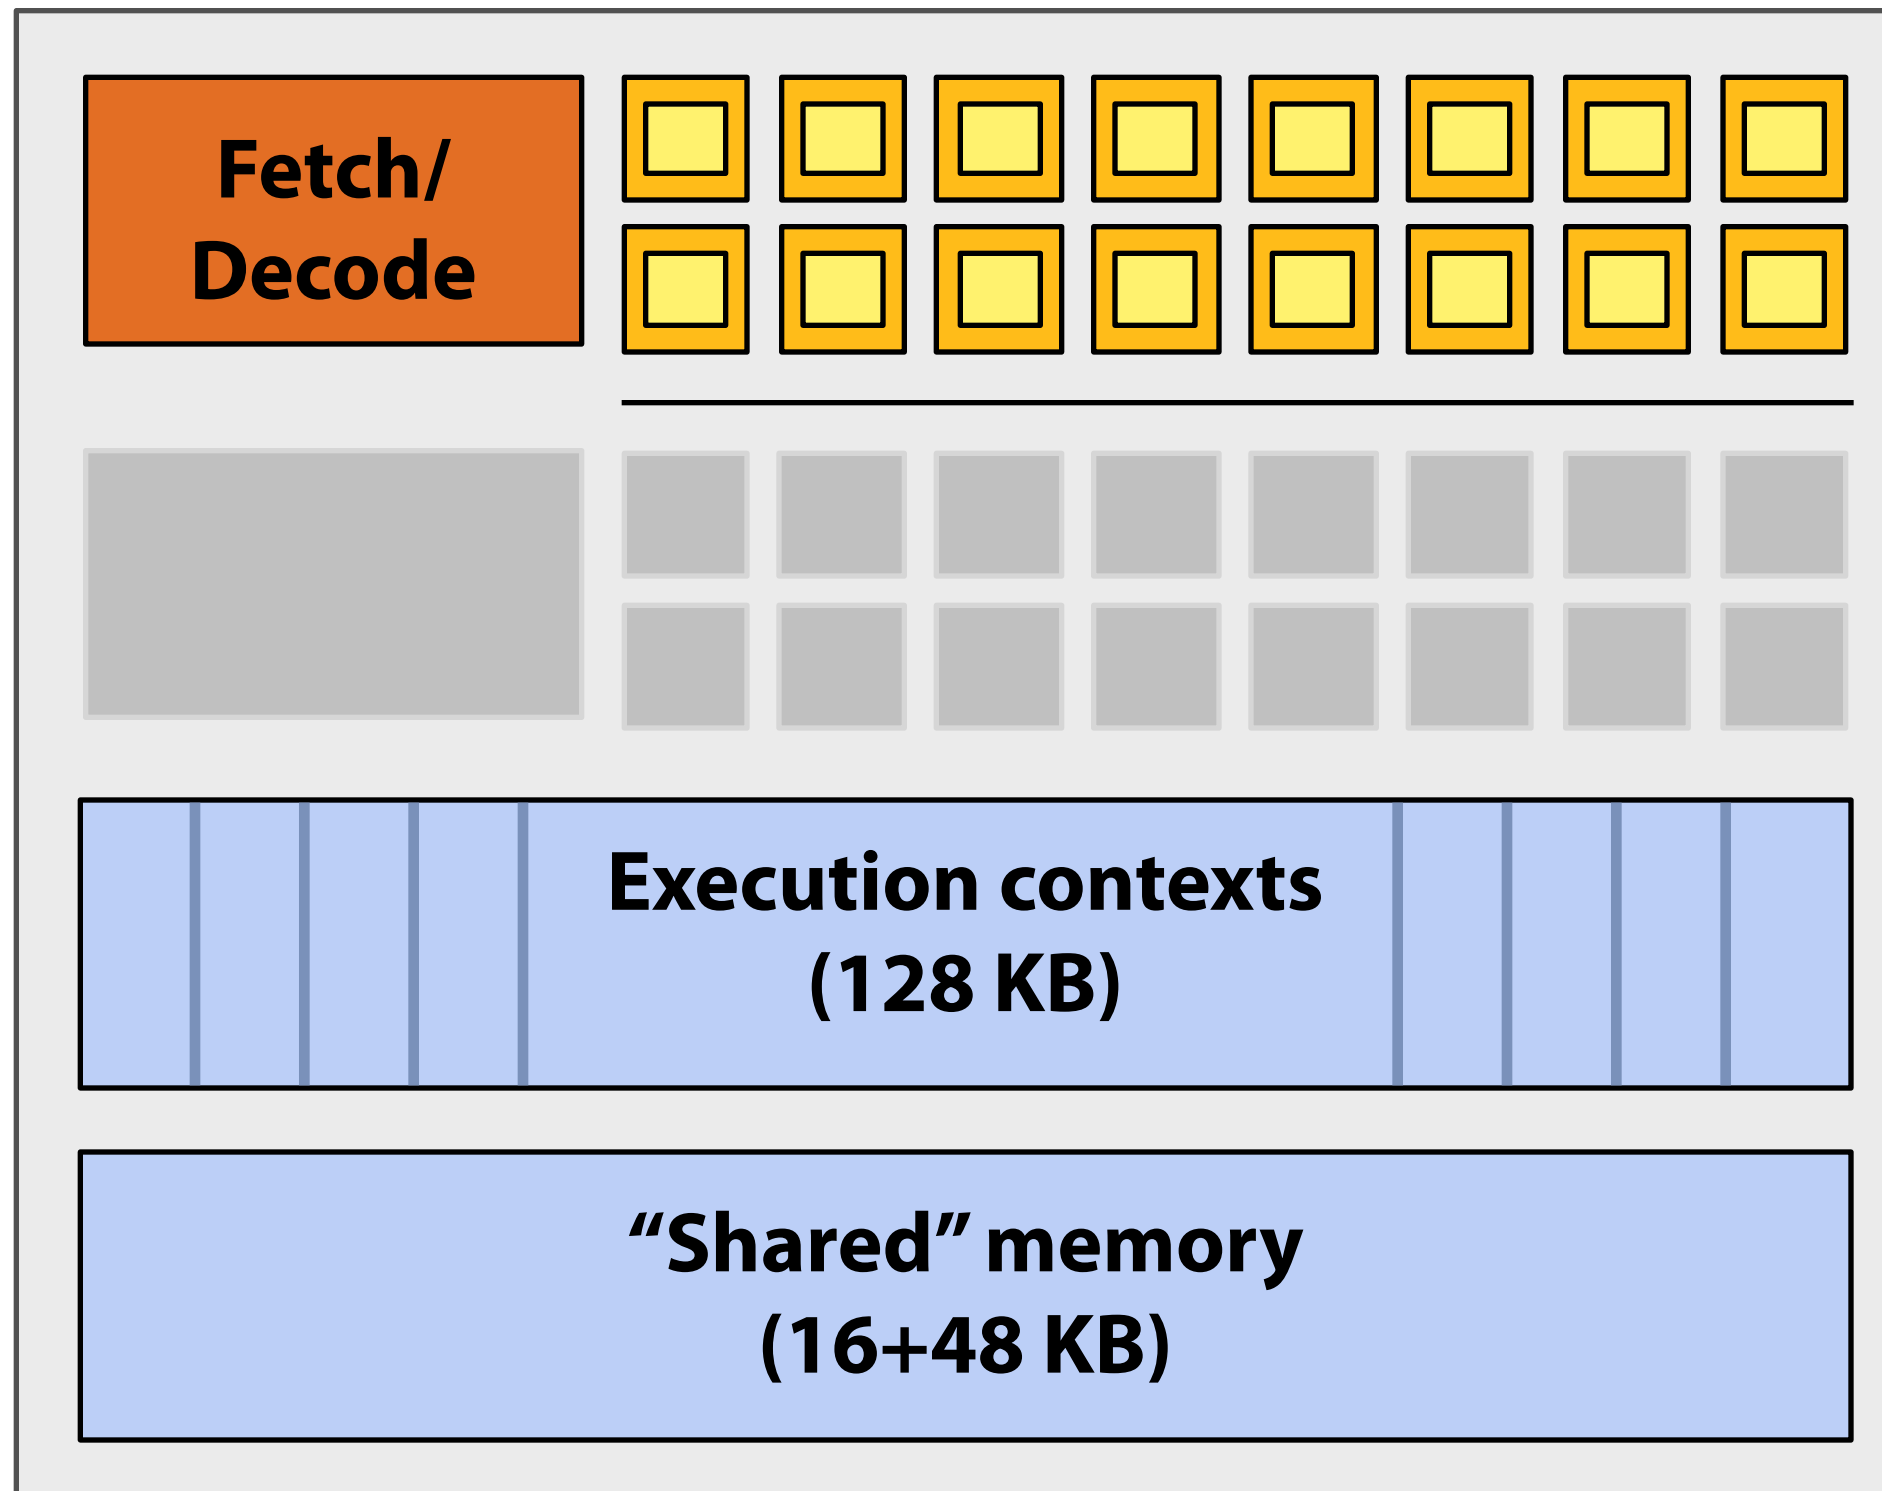 Fetch/
Decode
Execution contexts
(128 KB)
“Shared” memory
(16+48 KB)